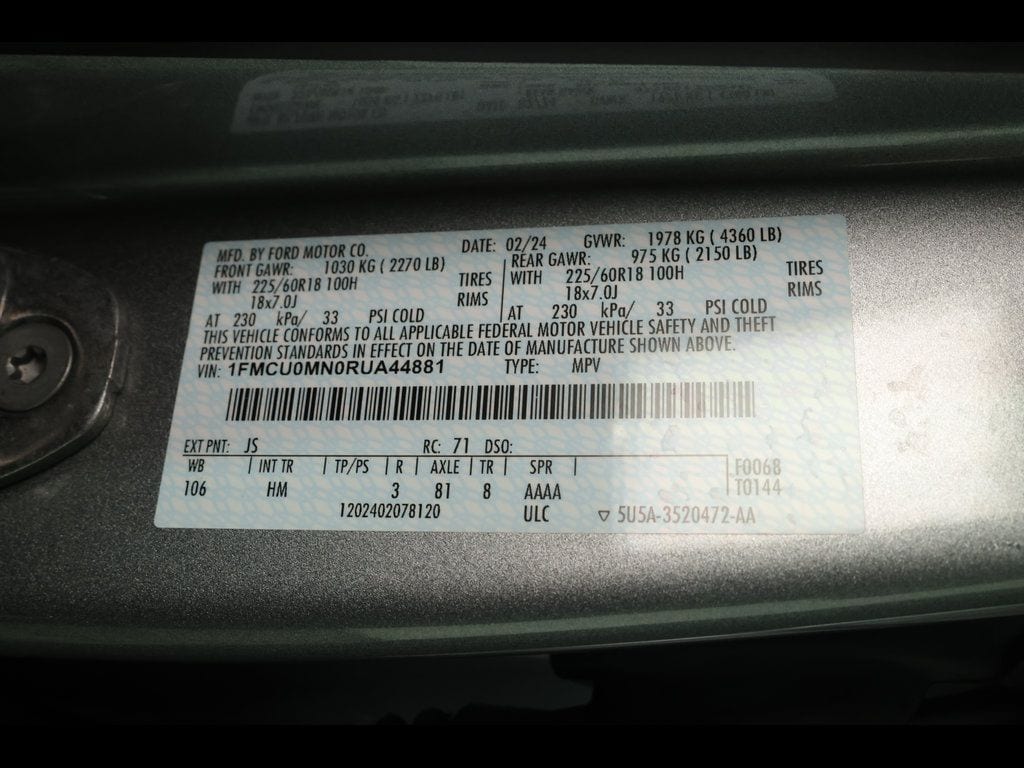 MFD. BY FORD MOTOR CO. DATE: 02/24 GVWR: 1978 KG ( 4360 LB)
FRONT GAWR: 1030 KG ( 2270 LB) REAR GAWR: 975 KG ( 2150 LB)
WITH 225/60R18 100H TIRES WITH 225/60R18 100H TIRES
18x7.0J RIMS 18x7.0J RIMS
AT 230 kPa/ 33 PSI COLD AT 230 kPa/ 33 PSI COLD
THIS VEHICLE CONFORMS TO ALL APPLICABLE FEDERAL MOTOR VEHICLE SAFETY AND THEFT
PREVENTION STANDARDS IN EFFECT ON THE DATE OF MANUFACTURE SHOWN ABOVE.
VIN: 1FMCU0MN0RUA44881 TYPE: MPV
EXT PNT: JS RC: 71 DSO:
WB INT TR TP/PS R AXLE TR SPR F0068
106 HM 3 81 8 AAAA T0144
1202402078120 ULC ▽ 5U5A-3520472-AA